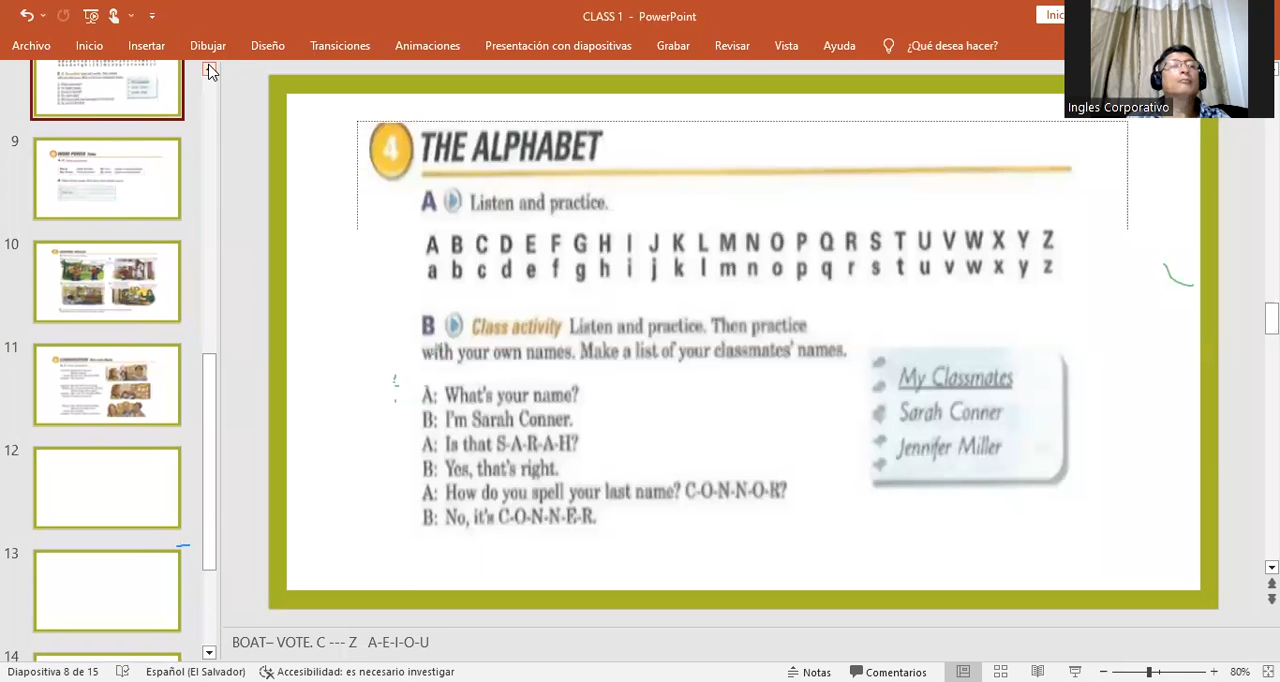 CLASS 1 - PowerPoint
Inic
Archivo Inicio Insertar Dibujar Diseño Transiciones Animaciones Presentación con diapositivas Grabar Revisar Vista Ayuda ¿Qué desea hacer?
Ingles Corporativo
9
10
11
12
13
14
4 THE ALPHABET
A Listen and practice.
A B C D E F G H I J K L M N O P Q R S T U V W X Y Z
a b c d e f g h i j k l m n o p q r s t u v w x y z
B Class activity Listen and practice. Then practice
with your own names. Make a list of your classmates' names.
A: What's your name?
B: I'm Sarah Conner.
A: Is that S-A-R-A-H?
B: Yes, that's right.
A: How do you spell your last name? C-O-N-N-O-R?
B: No, it's C-O-N-N-E-R.
My Classmates
Sarah Conner
Jennifer Miller
BOAT– VOTE. C --- Z A-E-I-O-U
Diapositiva 8 de 15 Español (El Salvador) Accesibilidad: es necesario investigar Notas Comentarios 80%